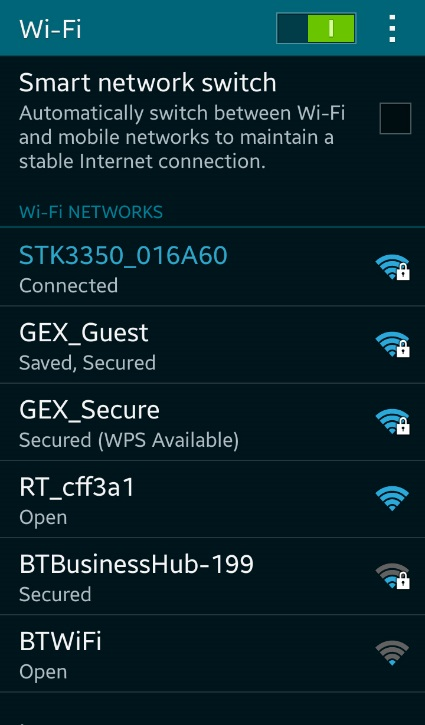 Wi-Fi
Smart network switch
Automatically switch between Wi-Fi
and mobile networks to maintain a
stable Internet connection.
Wi-Fi NETWORKS
STK3350_016A60
Connected
GEX_Guest
Saved, Secured
GEX_Secure
Secured (WPS Available)
RT_cff3a1
Open
BTBusinessHub-199
Secured
BTWiFi
Open